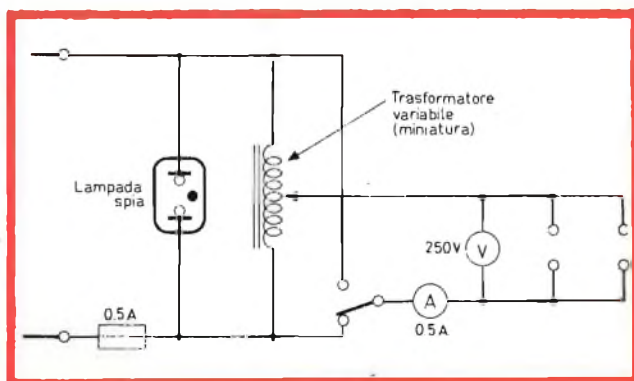 Trasformatore
variabile
(miniatura)
Lampada
spia
250V
V
0.5A
A
0.5A